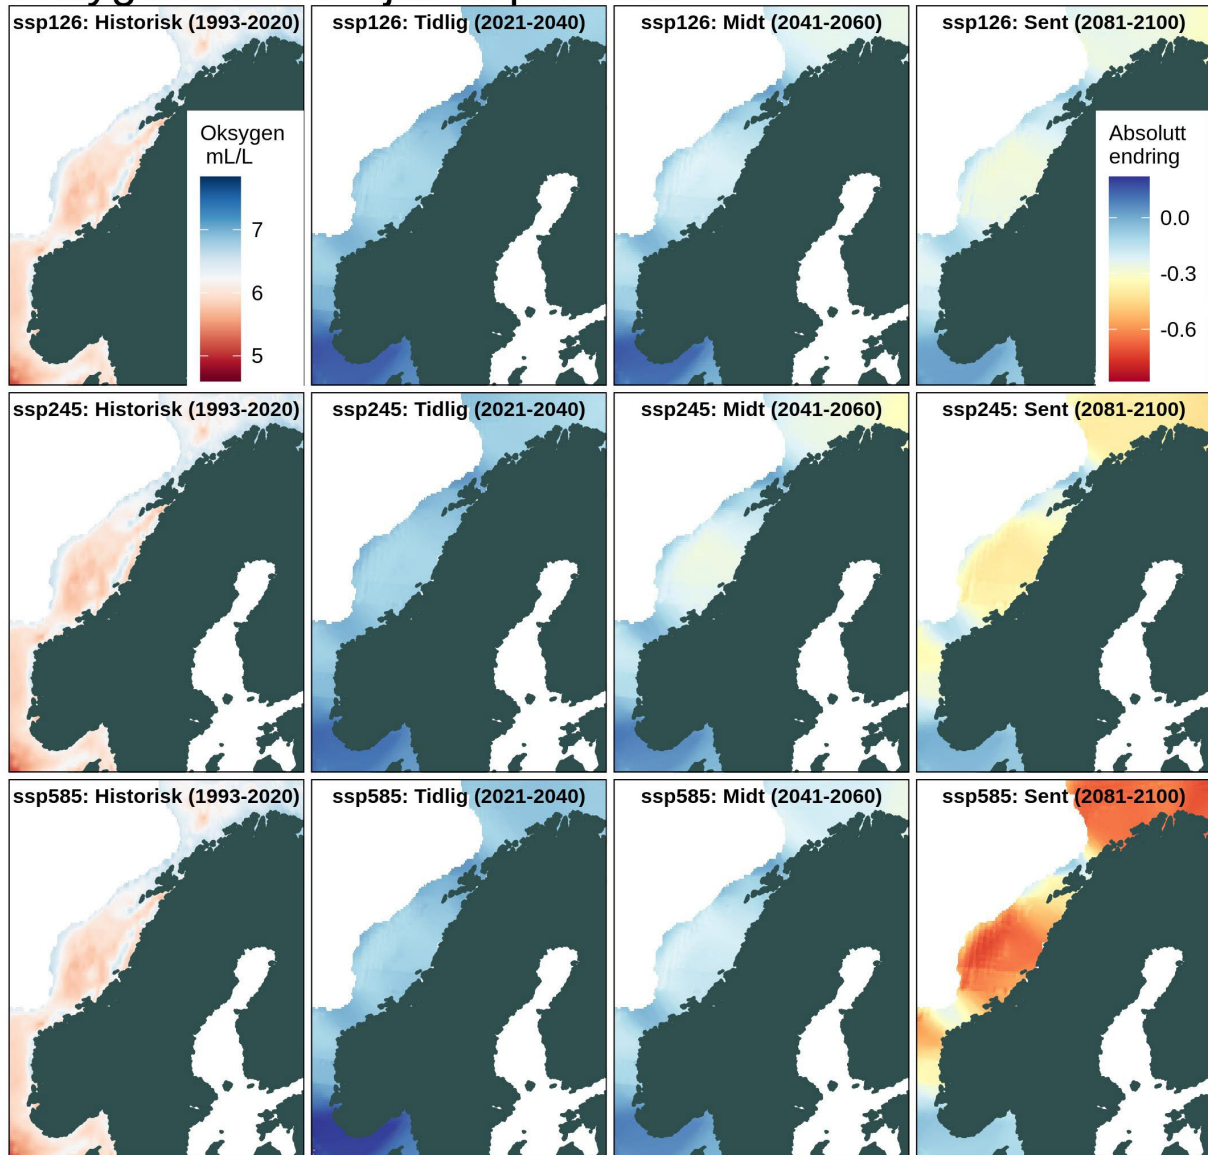 ssp126: Historisk (1993-2020)
ssp126: Tidlig (2021-2040)
ssp126: Midt (2041-2060)
ssp126: Sent (2081-2100)
Oksygen
mL/L
7
6
5
Absolutt
endring
0.0
-0.3
-0.6
ssp245: Historisk (1993-2020)
ssp245: Tidlig (2021-2040)
ssp245: Midt (2041-2060)
ssp245: Sent (2081-2100)
ssp585: Historisk (1993-2020)
ssp585: Tidlig (2021-2040)
ssp585: Midt (2041-2060)
ssp585: Sent (2081-2100)